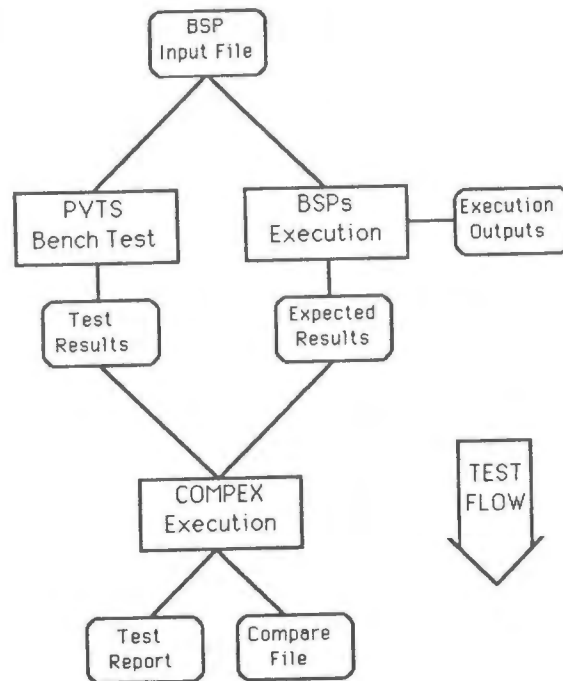 BSP
Input File
PVTS
Bench Test
BSPs
Execution
Execution
Outputs
Test
Results
Expected
Results
COMPEX
Execution
TEST
FLOW
Test
Report
Compare
File